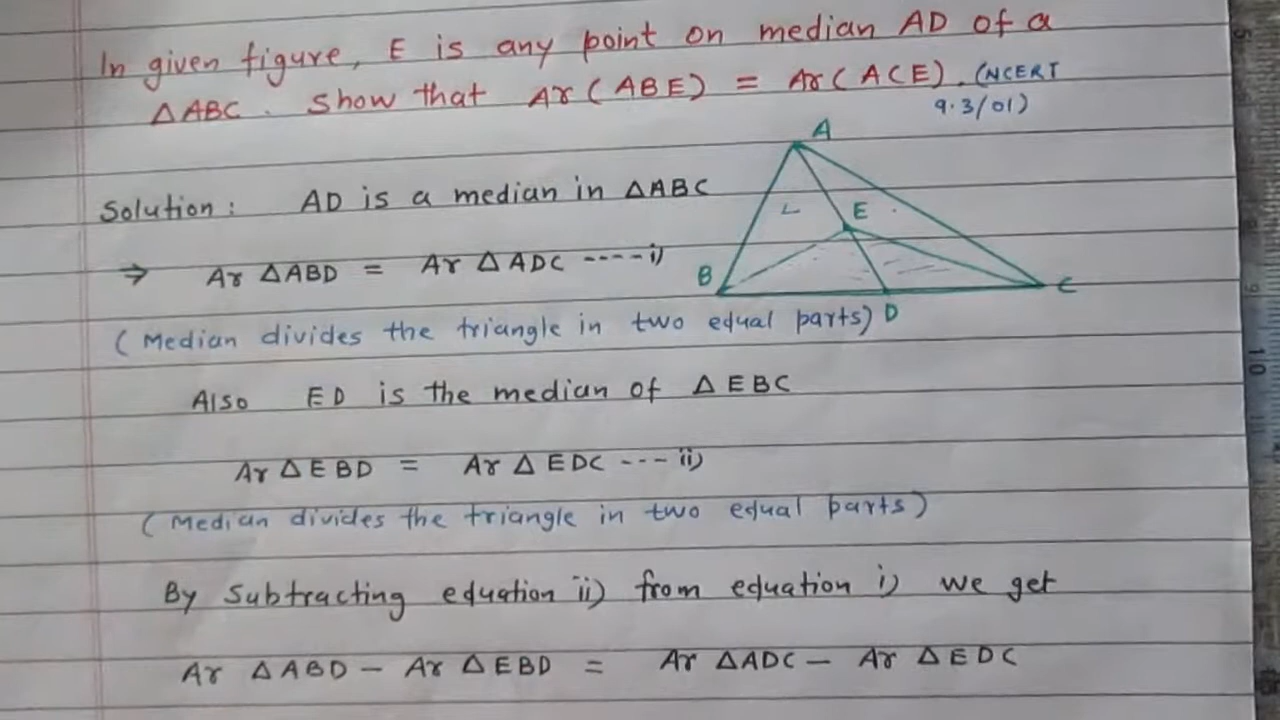 In given figure, E is any point on median AD of a
ΔABC. Show that Ar(ABE) = Ar(ACE). (NCERT
9.3/01)
A
Solution: AD is a median in ΔABC
E
⇒ Ar ΔABD = Ar ΔADC ----i)
B
C
D
(Median divides the triangle in two equal parts)
Also ED is the median of ΔEBC
Ar ΔEBD = Ar ΔEDC --- ii)
(Median divides the triangle in two equal parts)
By Subtracting equation ii) from equation i) we get
Ar ΔABD - Ar ΔEBD = Ar ΔADC - Ar ΔEDC
9
10